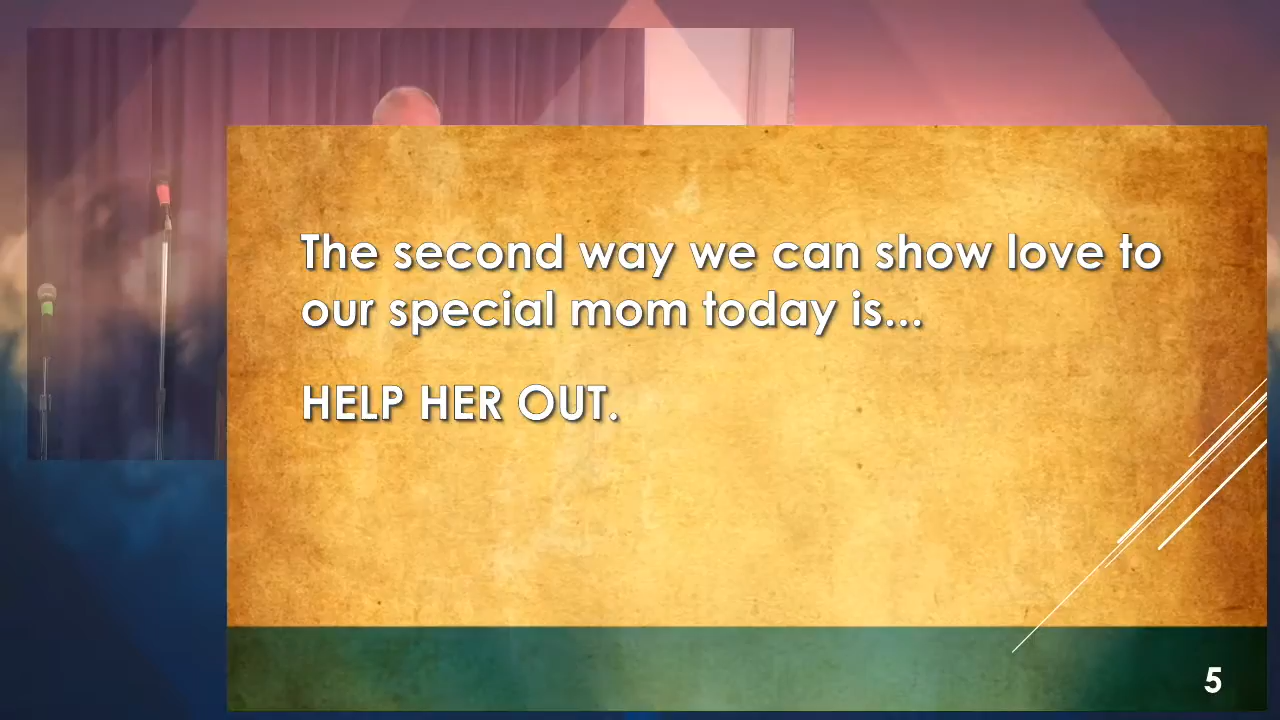 The second way we can show love to
our special mom today is...
HELP HER OUT.
5